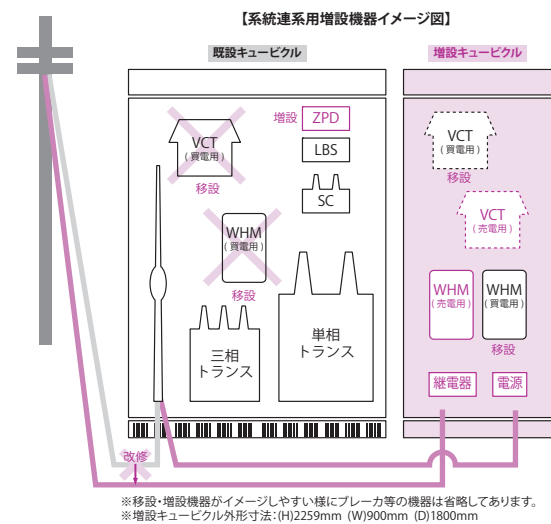 【系統連系用増設機器イメージ図】
既設キュービクル
増設キュービクル
増設
ZPD
LBS
SC
VCT
(買電用)
移設
WHM
(買電用)
移設
三相
トランス
単相
トランス
VCT
(買電用)
移設
VCT
(売電用)
WHM
(売電用)
WHM
(買電用)
移設
継電器
電源
改修
※移設・増設機器がイメージしやすい様にブレーカ等の機器は省略してあります。
※増設キュービクル外形寸法:(H)2259mm (W)900mm (D)1800mm